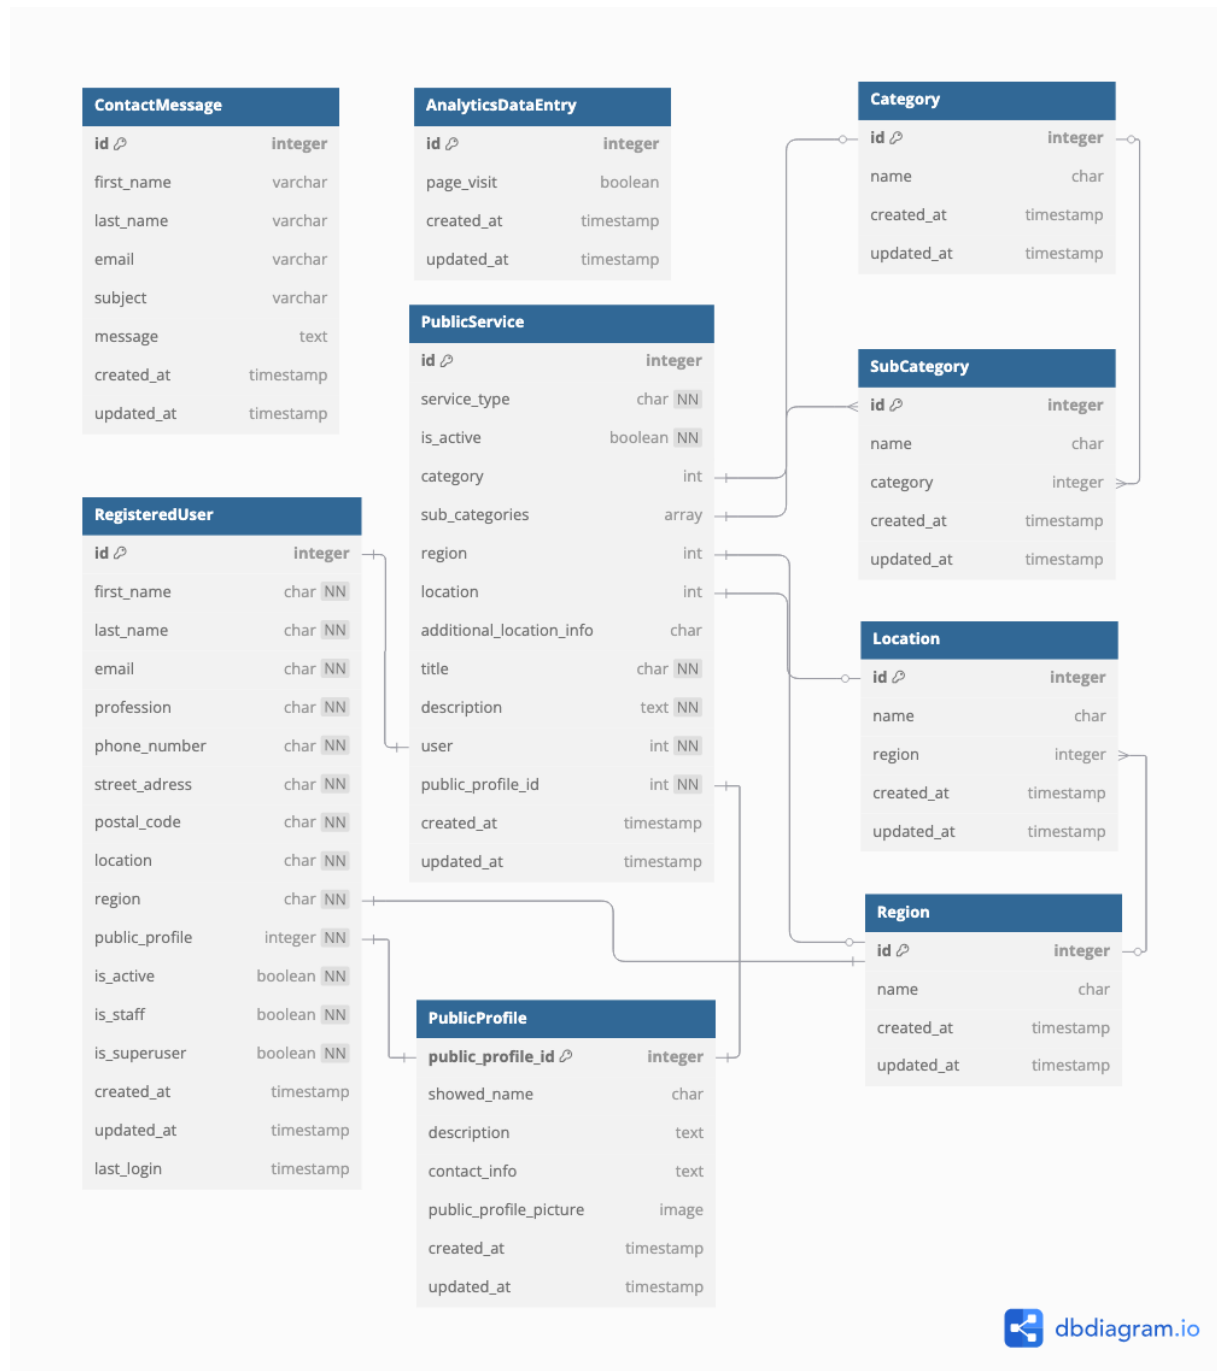 ContactMessage
id integer
first_name varchar
last_name varchar
email varchar
subject varchar
message text
created_at timestamp
updated_at timestamp
AnalyticsDataEntry
id integer
page_visit boolean
created_at timestamp
updated_at timestamp
Category
id integer
name char
created_at timestamp
updated_at timestamp
PublicService
id integer
service_type char NN
is_active boolean NN
category int
sub_categories array
region int
location int
additional_location_info char
title char NN
description text NN
user int NN
public_profile_id int NN
created_at timestamp
updated_at timestamp
SubCategory
id integer
name char
category integer
created_at timestamp
updated_at timestamp
RegisteredUser
id integer
first_name char NN
last_name char NN
email char NN
profession char NN
phone_number char NN
street_adress char NN
postal_code char NN
location char NN
region char NN
public_profile integer NN
is_active boolean NN
is_staff boolean NN
is_superuser boolean NN
created_at timestamp
updated_at timestamp
last_login timestamp
Location
id integer
name char
region integer
created_at timestamp
updated_at timestamp
Region
id integer
name char
created_at timestamp
updated_at timestamp
PublicProfile
public_profile_id integer
showed_name char
description text
contact_info text
public_profile_picture image
created_at timestamp
updated_at timestamp
dbdiagram.io